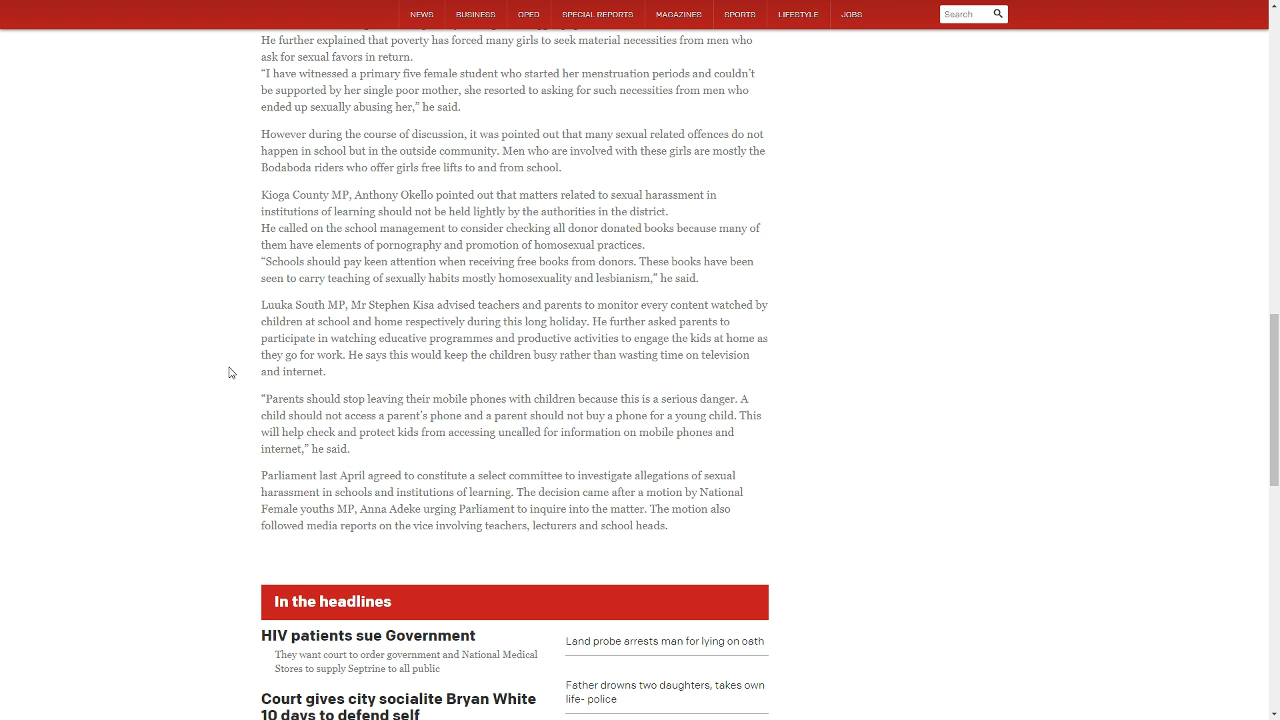 NEWS BUSINESS OPED SPECIAL REPORTS MAGAZINES SPORTS LIFESTYLE JOBS Search
He further explained that poverty has forced many girls to seek material necessities from men who
ask for sexual favors in return.
“I have witnessed a primary five female student who started her menstruation periods and couldn’t
be supported by her single poor mother, she resorted to asking for such necessities from men who
ended up sexually abusing her,” he said.
However during the course of discussion, it was pointed out that many sexual related offences do not
happen in school but in the outside community. Men who are involved with these girls are mostly the
Bodaboda riders who offer girls free lifts to and from school.
Kioga County MP, Anthony Okello pointed out that matters related to sexual harassment in
institutions of learning should not be held lightly by the authorities in the district.
He called on the school management to consider checking all donor donated books because many of
them have elements of pornography and promotion of homosexual practices.
“Schools should pay keen attention when receiving free books from donors. These books have been
seen to carry teaching of sexually habits mostly homosexuality and lesbianism,” he said.
Luuka South MP, Mr Stephen Kisa advised teachers and parents to monitor every content watched by
children at school and home respectively during this long holiday. He further asked parents to
participate in watching educative programmes and productive activities to engage the kids at home as
they go for work. He says this would keep the children busy rather than wasting time on television
and internet.
“Parents should stop leaving their mobile phones with children because this is a serious danger. A
child should not access a parent’s phone and a parent should not buy a phone for a young child. This
will help check and protect kids from accessing uncalled for information on mobile phones and
internet,” he said.
Parliament last April agreed to constitute a select committee to investigate allegations of sexual
harassment in schools and institutions of learning. The decision came after a motion by National
Female youths MP, Anna Adeke urging Parliament to inquire into the matter. The motion also
followed media reports on the vice involving teachers, lecturers and school heads.
In the headlines
HIV patients sue Government
They want court to order government and National Medical
Stores to supply Septrine to all public
Court gives city socialite Bryan White
10 days to defend self
Land probe arrests man for lying on oath
Father drowns two daughters, takes own
life- police